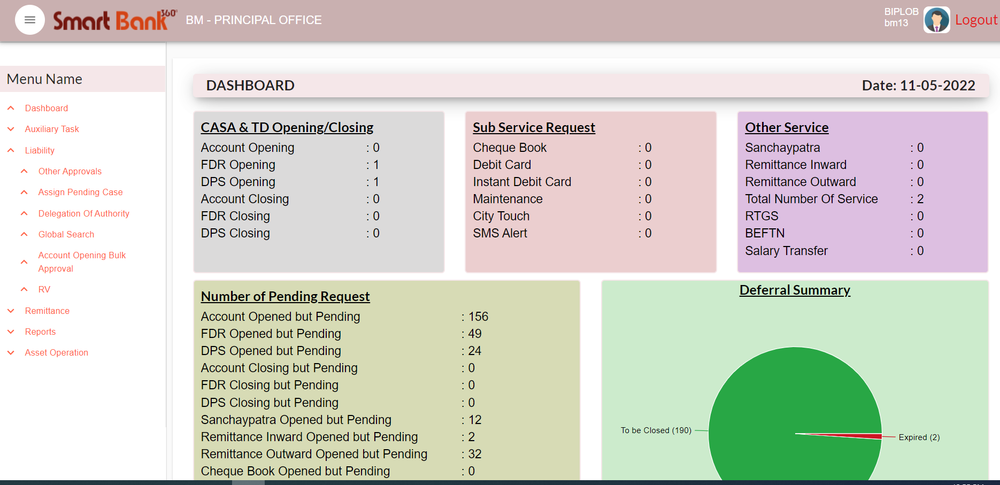 Smart Bank 360°
BM - PRINCIPAL OFFICE
BIPLOB
bm13
Logout
Menu Name
Dashboard
Auxiliary Task
Liability
Other Approvals
Assign Pending Case
Delegation Of Authority
Global Search
Account Opening Bulk
Approval
RV
Remittance
Reports
Asset Operation
DASHBOARD
Date: 11-05-2022
CASA & TD Opening/Closing
Account Opening : 0
FDR Opening : 1
DPS Opening : 1
Account Closing : 0
FDR Closing : 0
DPS Closing : 0
Sub Service Request
Cheque Book : 0
Debit Card : 0
Instant Debit Card : 0
Maintenance : 0
City Touch : 0
SMS Alert : 0
Other Service
Sanchaypatra : 0
Remittance Inward : 0
Remittance Outward : 0
Total Number Of Service : 2
RTGS : 0
BEFTN : 0
Salary Transfer : 0
Number of Pending Request
Account Opened but Pending : 156
FDR Opened but Pending : 49
DPS Opened but Pending : 24
Account Closing but Pending : 0
FDR Closing but Pending : 0
DPS Closing but Pending : 0
Sanchaypatra Opened but Pending : 12
Remittance Inward Opened but Pending : 2
Remittance Outward Opened but Pending : 32
Cheque Book Opened but Pending : 0
Deferral Summary
To be Closed (190)
Expired (2)